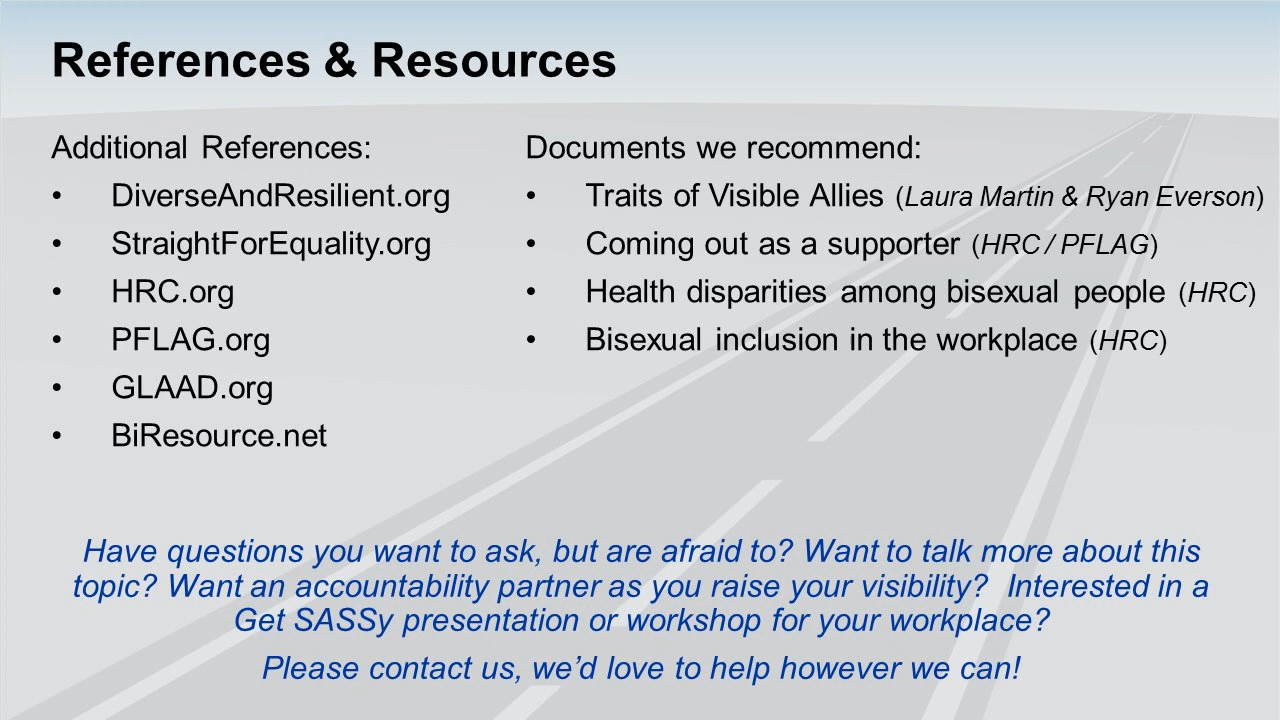 References & Resources
Additional References:
• DiverseAndResilient.org
• StraightForEquality.org
• HRC.org
• PFLAG.org
• GLAAD.org
• BiResource.net
Documents we recommend:
• Traits of Visible Allies (Laura Martin & Ryan Everson)
• Coming out as a supporter (HRC / PFLAG)
• Health disparities among bisexual people (HRC)
• Bisexual inclusion in the workplace (HRC)
Have questions you want to ask, but are afraid to? Want to talk more about this
topic? Want an accountability partner as you raise your visibility?  Interested in a
Get SASSy presentation or workshop for your workplace?
Please contact us, we’d love to help however we can!